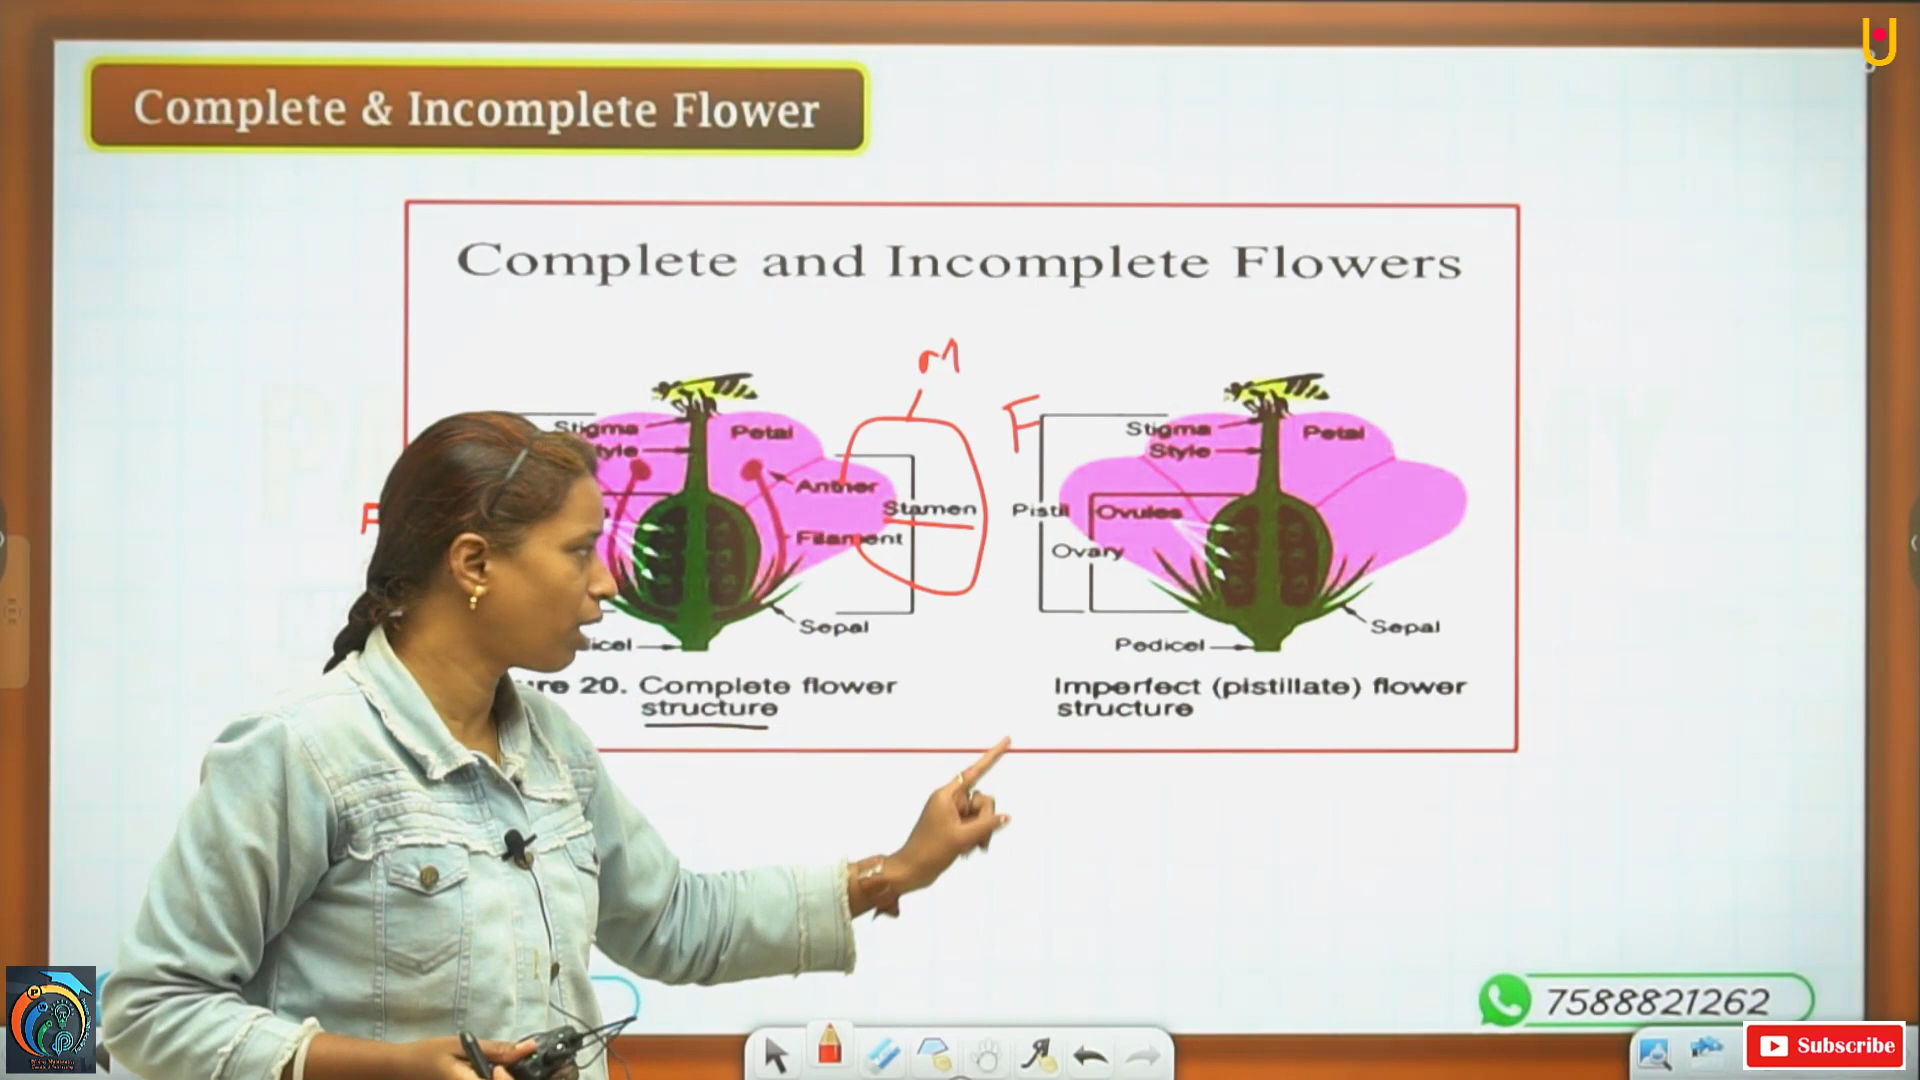 Complete & Incomplete Flower
Complete and Incomplete Flowers
M
F
Stigma
Petal
Anther
Stamen
Filament
Sepal
20. Complete flower
structure
Stigma
Petal
Style
Pistil
Ovules
Ovary
Sepal
Pedicel
Imperfect (pistillate) flower
structure
7588821262
Subscribe